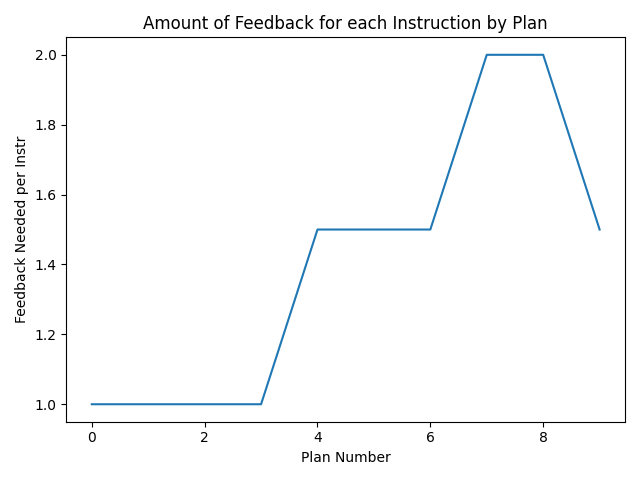 Amount of Feedback for each Instruction by Plan
2.0
1.8
1.6
1.4
1.2
1.0
Feedback Needed per Instr
0 2 4 6 8
Plan Number